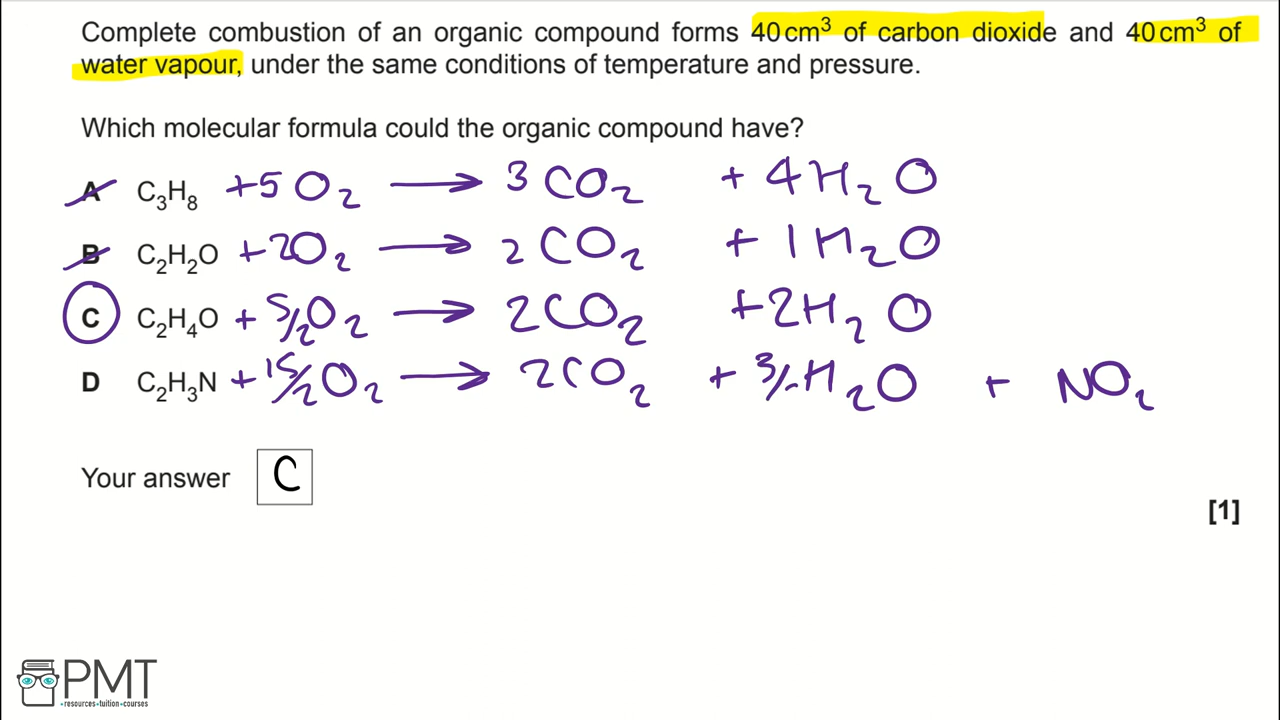 Complete combustion of an organic compound forms 40 cm³ of carbon dioxide and 40 cm³ of
water vapour, under the same conditions of temperature and pressure.
Which molecular formula could the organic compound have?
A C₃H₈ +5O₂ ⟶ 3CO₂ + 4H₂O
B C₂H₂O +2O₂ ⟶ 2CO₂ + 1H₂O
C C₂H₄O + 5/2O₂ ⟶ 2CO₂ +2H₂O
D C₂H₃N + 15/2O₂ ⟶ 2CO₂ + 3/2H₂O + NO₂
Your answer C
[1]
PMT
•resources•tuition•courses